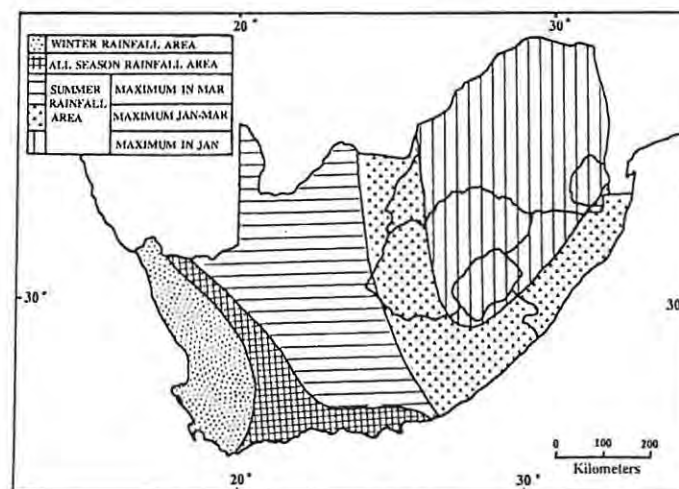 20° 30°
WINTER RAINFALL AREA
ALL SEASON RAINFALL AREA
SUMMER RAINFALL AREA
MAXIMUM IN MAR
MAXIMUM JAN-MAR
MAXIMUM IN JAN
30° 30
0 100 200
Kilometers
20° 30°